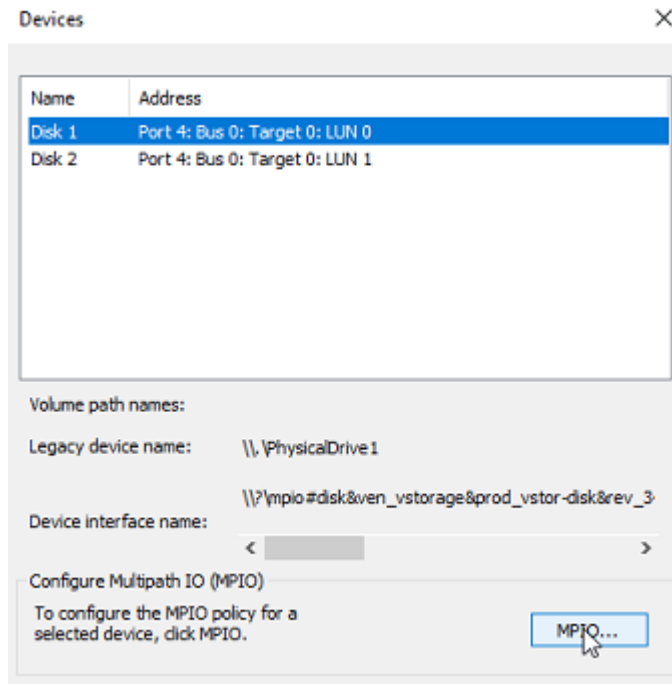 Devices
Name Address
Disk 1 Port 4: Bus 0: Target 0: LUN 0
Disk 2 Port 4: Bus 0: Target 0: LUN 1
Volume path names:
Legacy device name: \\.\PhysicalDrive1
\\?\mpio#disk&ven_vstorage&prod_vstor-disk&rev_3
Device interface name:
Configure Multipath IO (MPIO)
To configure the MPIO policy for a
selected device, click MPIO.
MPIO...